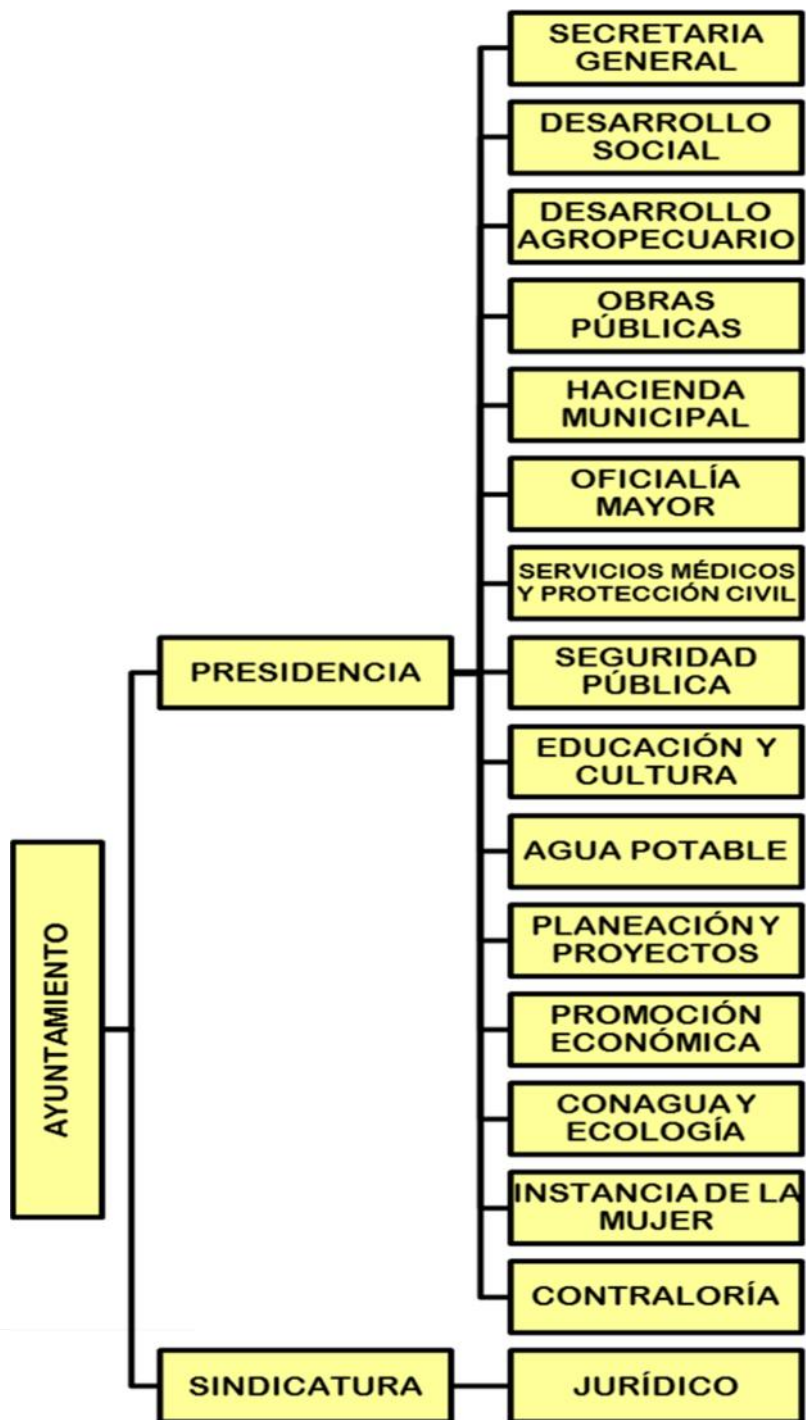 SECRETARIA
GENERAL
DESARROLLO
SOCIAL
DESARROLLO
AGROPECUARIO
OBRAS
PÚBLICAS
HACIENDA
MUNICIPAL
OFICIALÍA
MAYOR
SERVICIOS MÉDICOS
Y PROTECCIÓN CIVIL
PRESIDENCIA
SEGURIDAD
PÚBLICA
EDUCACIÓN Y
CULTURA
AGUA POTABLE
PLANEACIÓN Y
PROYECTOS
AYUNTAMIENTO
PROMOCIÓN
ECONÓMICA
CONAGUA Y
ECOLOGÍA
INSTANCIA DE LA
MUJER
CONTRALORÍA
SINDICATURA
JURÍDICO